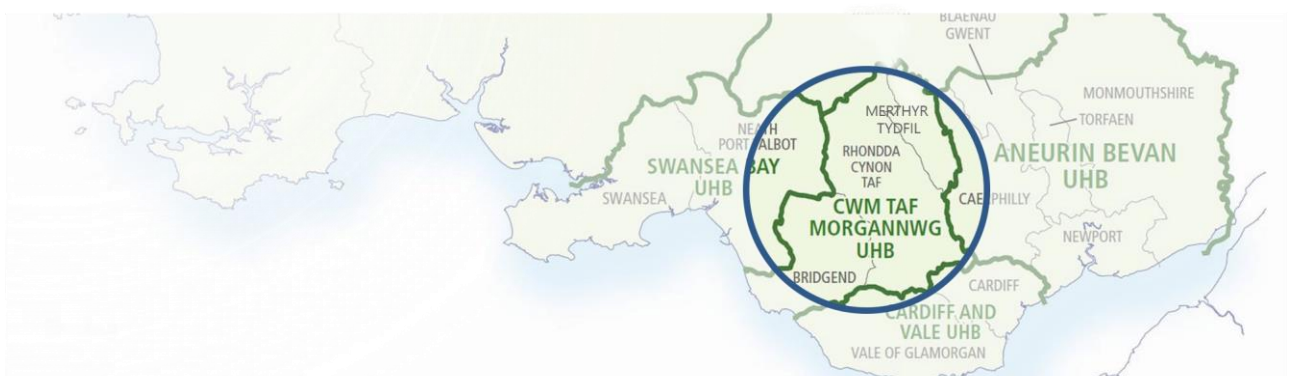 BLAENAU
GWENT
MONMOUTHSHIRE
TORFAEN
MERTHYR
TYDFIL
NEATH
PORT TALBOT
RHONDDA
CYNON
TAF
SWANSEA BAY
UHB
ANEURIN BEVAN
UHB
SWANSEA
CAERPHILLY
CWM TAF
MORGANNWG
UHB
NEWPORT
BRIDGEND
CARDIFF
CARDIFF AND
VALE UHB
VALE OF GLAMORGAN